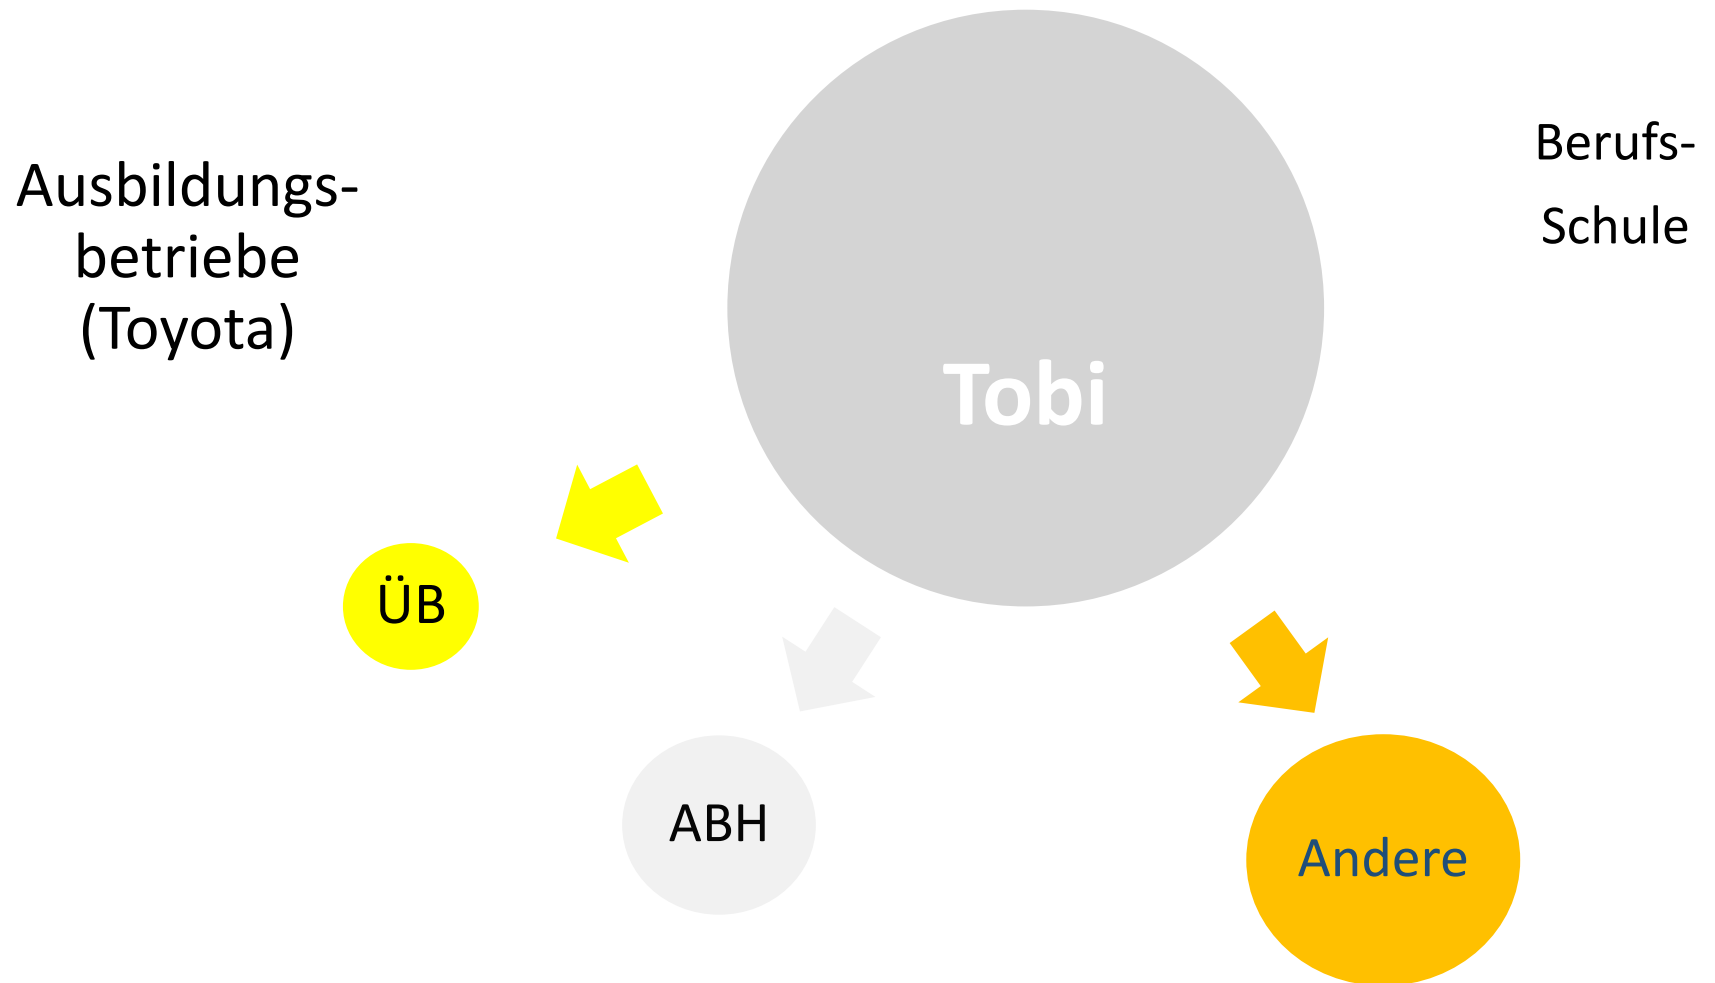 Ausbildungs-
betriebe
(Toyota)
Tobi
Berufs-
Schule
ÜB
ABH
Andere